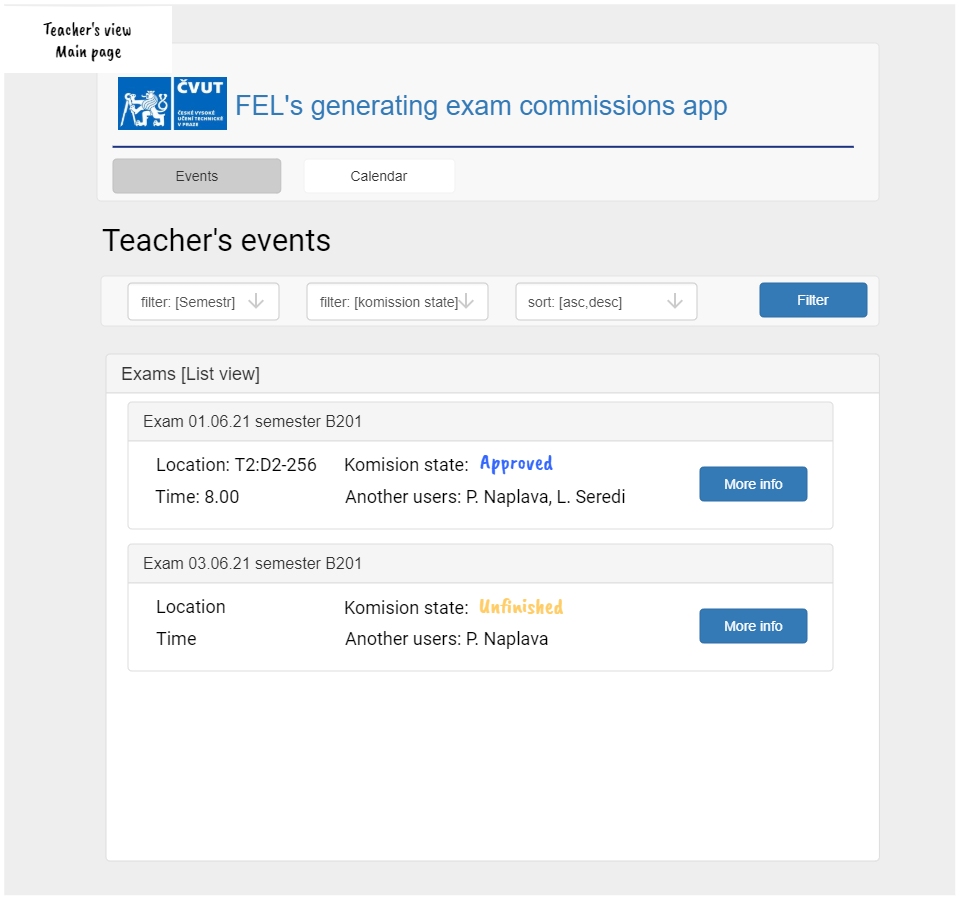 Teacher's view
Main page
ČVUT
ČESKÉ VYSOKÉ
UČENÍ TECHNICKÉ
V PRAZE
FEL's generating exam commissions app
Events
Calendar
Teacher's events
filter: [Semestr]
filter: [komission state]
sort: [asc,desc]
Filter
Exams [List view]
Exam 01.06.21 semester B201
Location: T2:D2-256
Komision state: Approved
Time: 8.00
Another users: P. Naplava, L. Seredi
More info
Exam 03.06.21 semester B201
Location
Komision state: Unfinished
Time
Another users: P. Naplava
More info